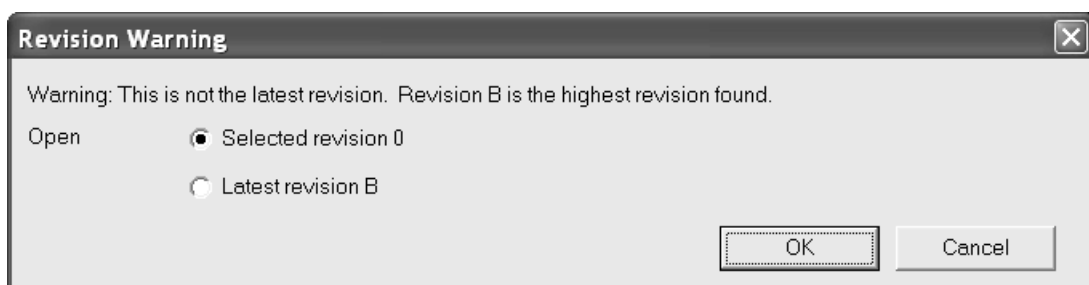 Revision Warning
Warning: This is not the latest revision. Revision B is the highest revision found.
Open
Selected revision 0
Latest revision B
OK
Cancel